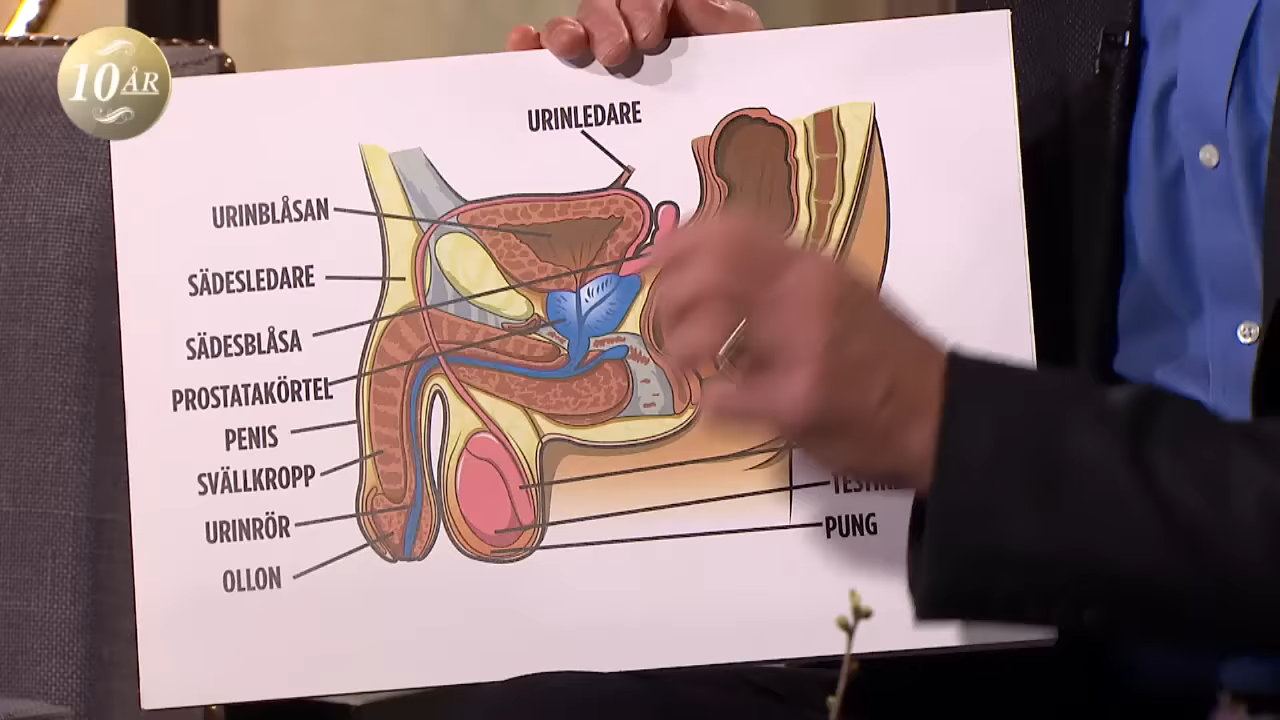 10 ÅR
URINLEDARE
URINBLÅSAN
SÄDESLEDARE
SÄDESBLÅSA
PROSTATAKÖRTEL
PENIS
SVÄLLKROPP
URINRÖR
OLLON
PUNG